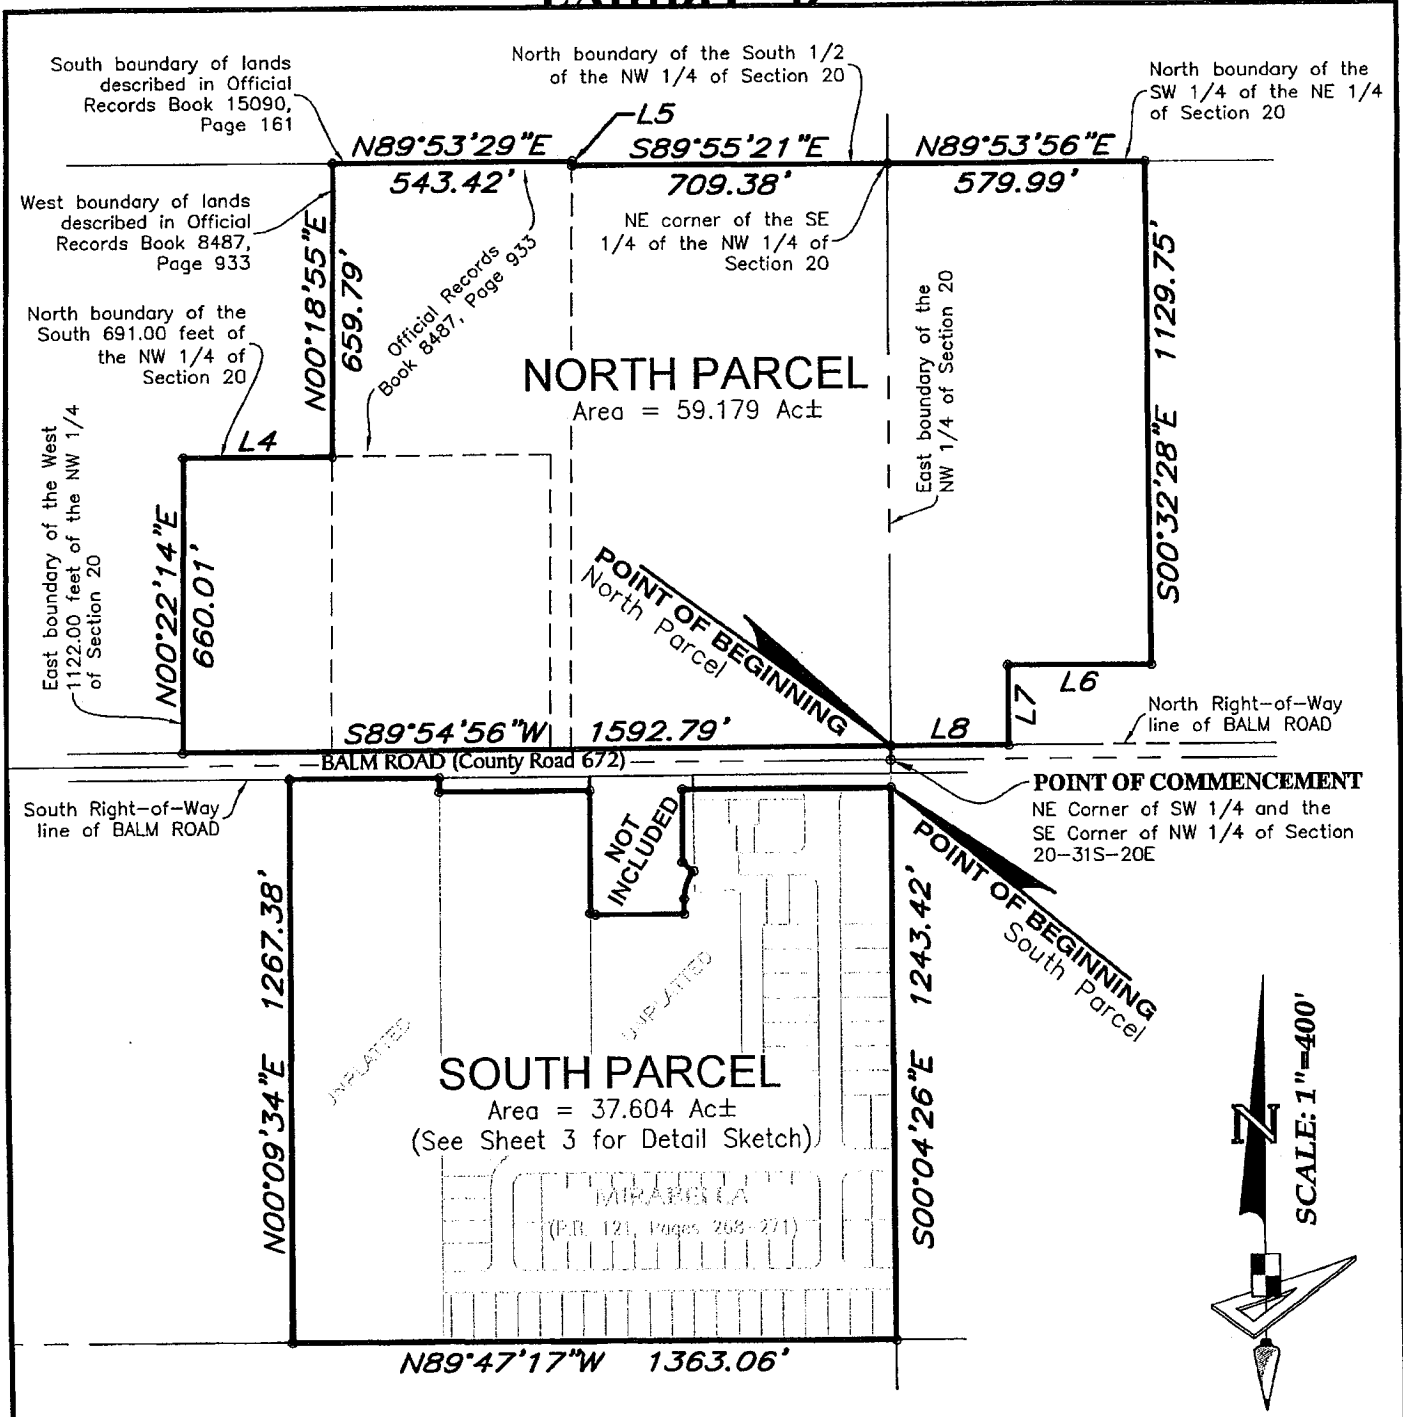 South boundary of lands
described in Official
Records Book 15090,
Page 161
North boundary of the South 1/2
of the NW 1/4 of Section 20
North boundary of the
SW 1/4 of the NE 1/4
of Section 20
L5
N89°53'29"E
543.42'
S89°55'21"E
709.38'
N89°53'56"E
579.99'
West boundary of lands
described in Official
Records Book 8487,
Page 933
N00°18'55"E
659.79'
Official Records
Book 8487, Page 933
NE corner of the SE
1/4 of the NW 1/4 of
Section 20
East boundary of the
NW 1/4 of Section 20
S00°32'28"E 1129.75'
North boundary of the
South 691.00 feet of
the NW 1/4 of
Section 20
NORTH PARCEL
Area = 59.179 Ac±
L4
East boundary of the West
1122.00 feet of the NW 1/4
of Section 20
N00°22'14"E
660.01'
POINT OF BEGINNING
North Parcel
L6
L7
L8
North Right-of-Way
line of BALM ROAD
S89°54'56"W 1592.79'
BALM ROAD (County Road 672)
South Right-of-Way
line of BALM ROAD
POINT OF COMMENCEMENT
NE Corner of SW 1/4 and the
SE Corner of NW 1/4 of Section
20-31S-20E
NOT
INCLUDED
POINT OF BEGINNING
South Parcel
N00°09'34"E 1267.38'
S00°04'26"E 1243.42'
UNPLATTED
UNPLATTED
SOUTH PARCEL
Area = 37.604 Ac±
(See Sheet 3 for Detail Sketch)
MIRABELLA
(P.B. 121, Pages 268-271)
N89°47'17"W 1363.06'
N
SCALE: 1"=400'